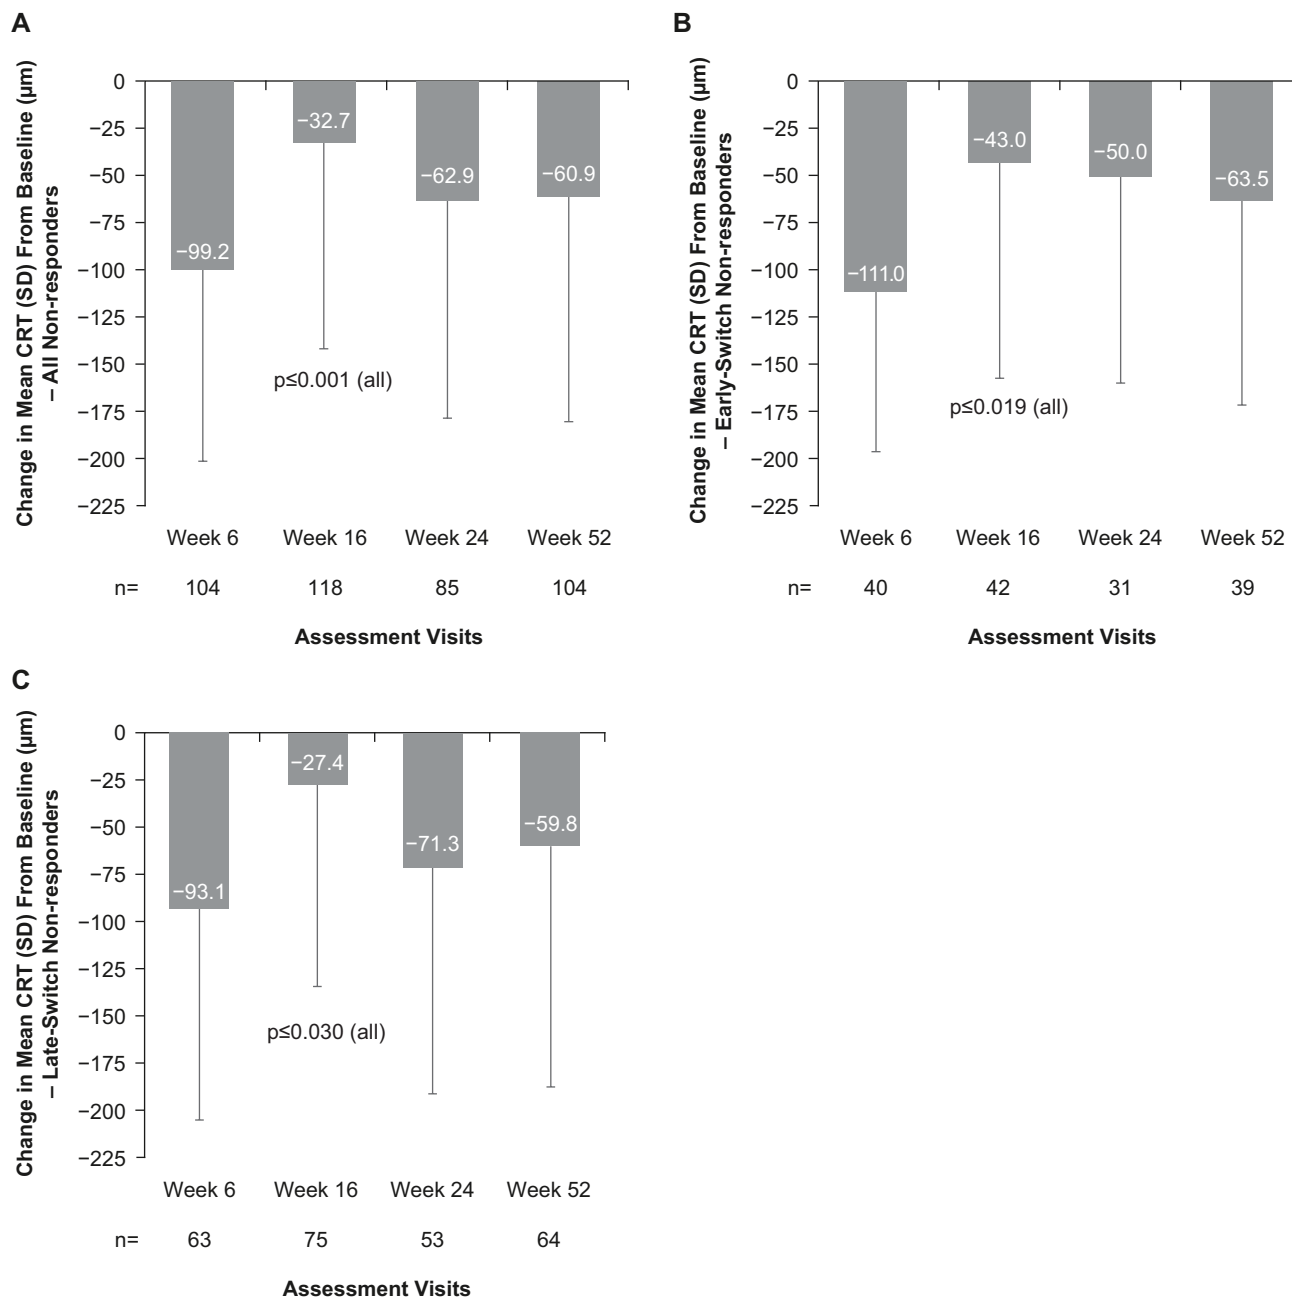 A
Change in Mean CRT (SD) From Baseline (µm)
– All Non-responders
0
−25
−50
−75
−100
−125
−150
−175
−200
−225
−99.2
−32.7
−62.9
−60.9
p≤0.001 (all)
Week 6 Week 16 Week 24 Week 52
n= 104 118 85 104
Assessment Visits
B
Change in Mean CRT (SD) From Baseline (µm)
– Early-Switch Non-responders
0
−25
−50
−75
−100
−125
−150
−175
−200
−225
−111.0
−43.0
−50.0
−63.5
p≤0.019 (all)
Week 6 Week 16 Week 24 Week 52
n= 40 42 31 39
Assessment Visits
C
Change in Mean CRT (SD) From Baseline (µm)
– Late-Switch Non-responders
0
−25
−50
−75
−100
−125
−150
−175
−200
−225
−93.1
−27.4
−71.3
−59.8
p≤0.030 (all)
Week 6 Week 16 Week 24 Week 52
n= 63 75 53 64
Assessment Visits